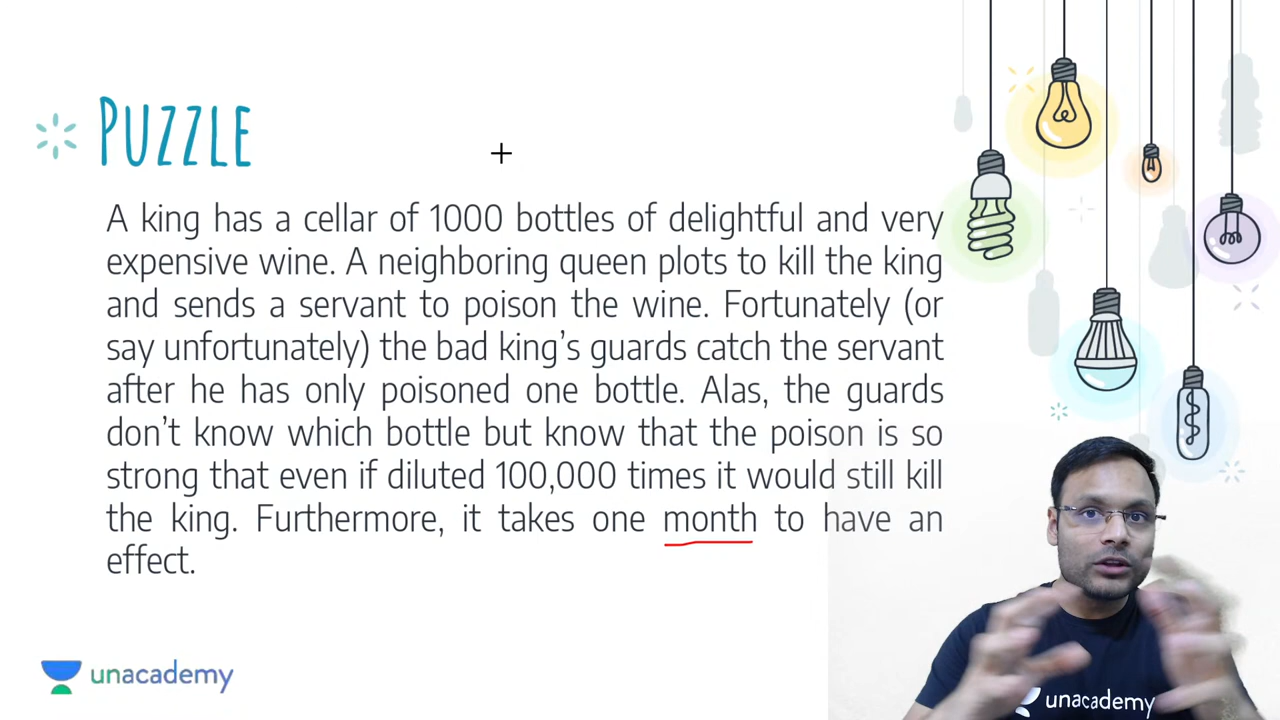 PUZZLE
A king has a cellar of 1000 bottles of delightful and very
expensive wine. A neighboring queen plots to kill the king
and sends a servant to poison the wine. Fortunately (or
say unfortunately) the bad king’s guards catch the servant
after he has only poisoned one bottle. Alas, the guards
don’t know which bottle but know that the poison is so
strong that even if diluted 100,000 times it would still kill
the king. Furthermore, it takes one month to have an
effect.
unacademy
unacademy